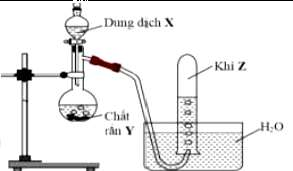 Dung dịch X
Khí Z
Chất
rắn Y
H₂O